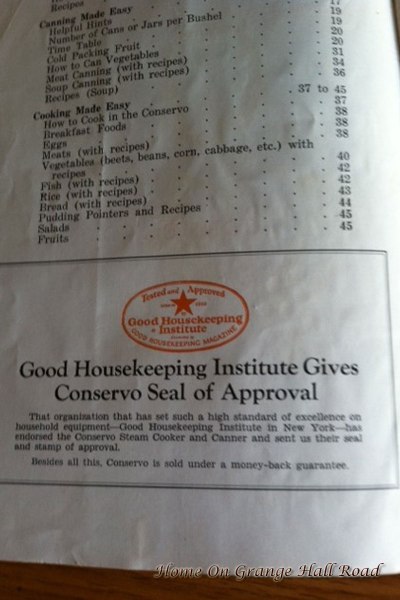 Recipes 17
Canning Made Easy 19
Helpful Hints 19
Number of Cans or Jars per Bushel 20
Time Table 20
Cold Packing Fruit 31
How to Can Vegetables 34
Meat Canning (with recipes) 36
Soup Canning (with recipes)
Recipes (Soup) 37 to 45
Cooking Made Easy 37
How to Cook in the Conservo 38
Breakfast Foods 38
Eggs 38
Meats (with recipes)
Vegetables (beets, beans, corn, cabbage, etc.) with
recipes 40
Fish (with recipes) 42
Rice (with recipes) 42
Bread (with recipes) 43
Pudding Pointers and Recipes 44
Salads 45
Fruits 45
Tested and Approved
Good Housekeeping
Institute
GOOD HOUSEKEEPING MAGAZINE
Good Housekeeping Institute Gives
Conservo Seal of Approval
That organization that has set such a high standard of excellence on
household equipment—Good Housekeeping Institute in New York—has
endorsed the Conservo Steam Cooker and Canner and sent us their seal
and stamp of approval.
Besides all this, Conservo is sold under a money-back guarantee.
Home On Grange Hall Road